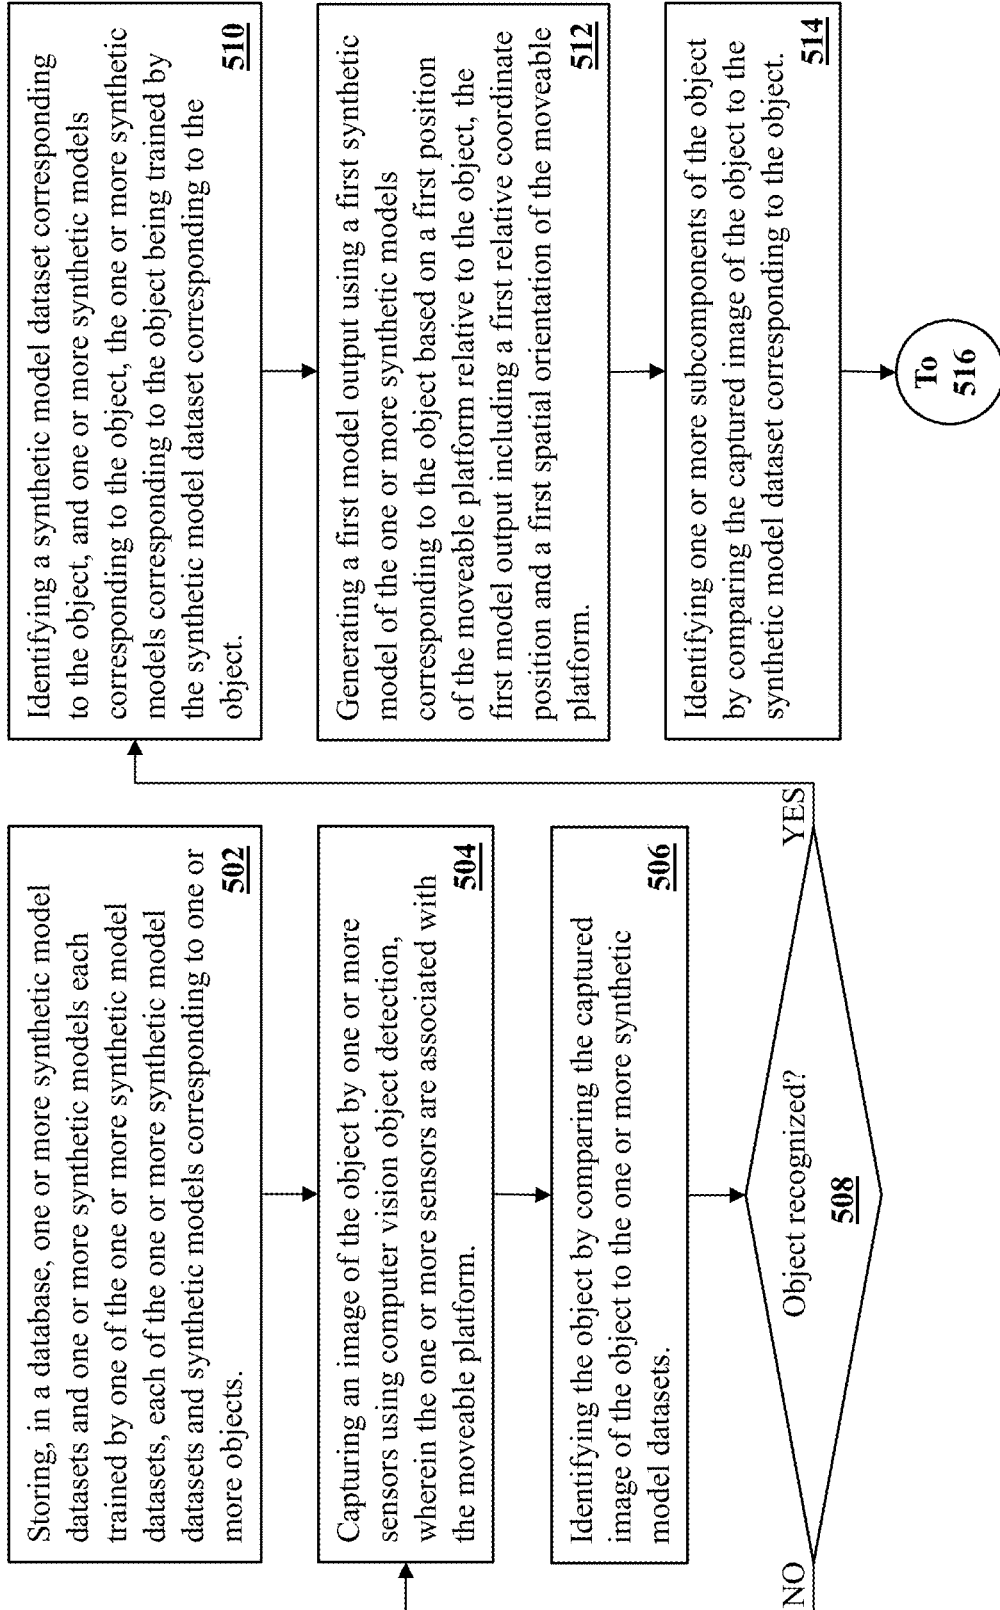 Storing, in a database, one or more synthetic model
datasets and one or more synthetic models each
trained by one of the one or more synthetic model
datasets, each of the one or more synthetic model
datasets and synthetic models corresponding to one or
more objects.
502
Capturing an image of the object by one or more
sensors using computer vision object detection,
wherein the one or more sensors are associated with
the moveable platform.
504
Identifying the object by comparing the captured
image of the object to the one or more synthetic
model datasets.
506
Object recognized?
508
NO
YES
Identifying a synthetic model dataset corresponding
to the object, and one or more synthetic models
corresponding to the object, the one or more synthetic
models corresponding to the object being trained by
the synthetic model dataset corresponding to the
object.
510
Generating a first model output using a first synthetic
model of the one or more synthetic models
corresponding to the object based on a first position
of the moveable platform relative to the object, the
first model output including a first relative coordinate
position and a first spatial orientation of the moveable
platform.
512
Identifying one or more subcomponents of the object
by comparing the captured image of the object to the
synthetic model dataset corresponding to the object.
514
To
516